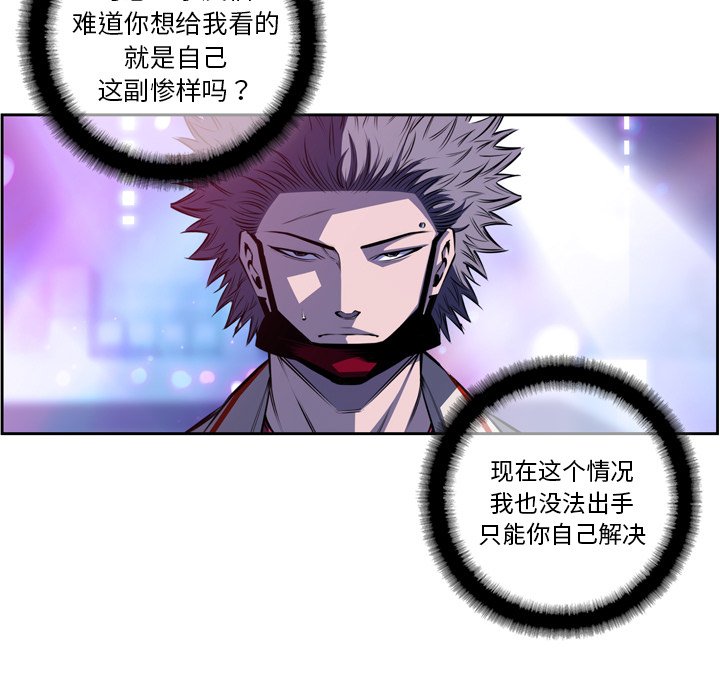 难道你想给我看的
就是自己
这副惨样吗？
现在这个情况
我也没法出手
只能你自己解决